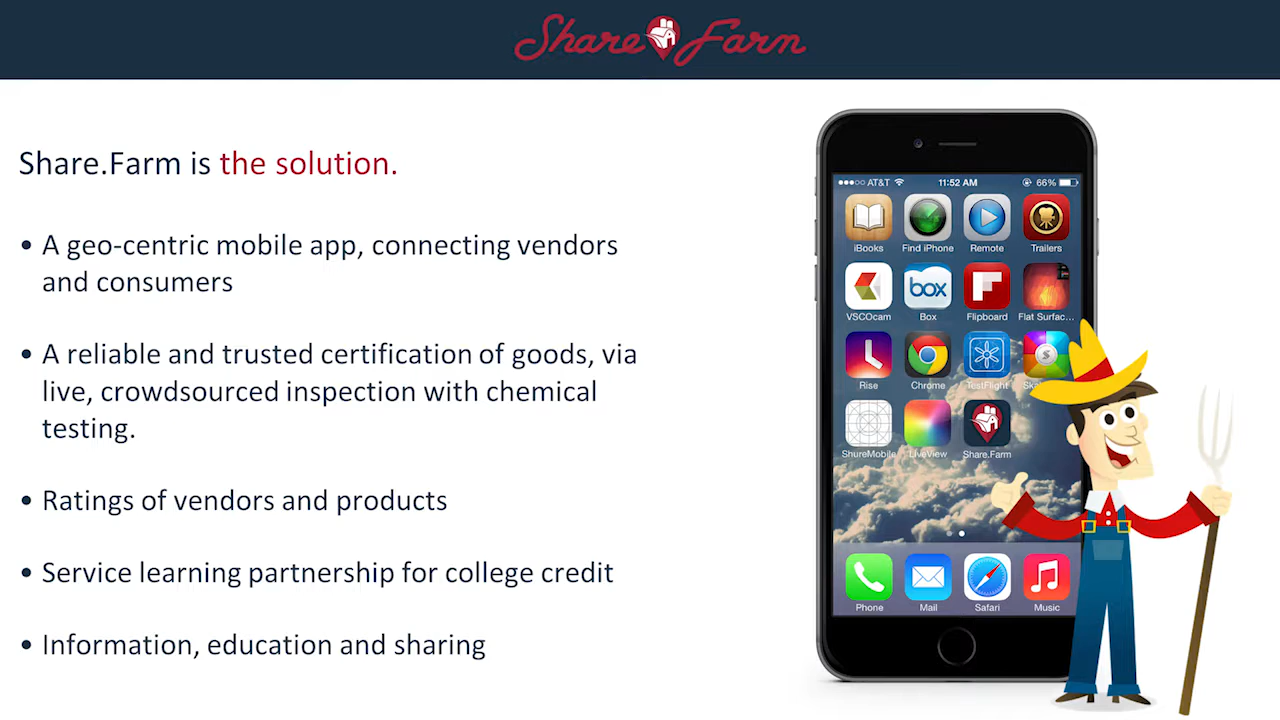 Share Farm
Share.Farm is the solution.
• A geo-centric mobile app, connecting vendors
and consumers
• A reliable and trusted certification of goods, via
live, crowdsourced inspection with chemical
testing.
• Ratings of vendors and products
• Service learning partnership for college credit
• Information, education and sharing
AT&T 11:52 AM 66%
iBooks Find iPhone Remote Trailers
box
VSCOcam Box Flipboard Flat Surfac...
S
Rise Chrome TestFlight
ShureMobile LiveView Share.Farm
Phone Mail Safari Music